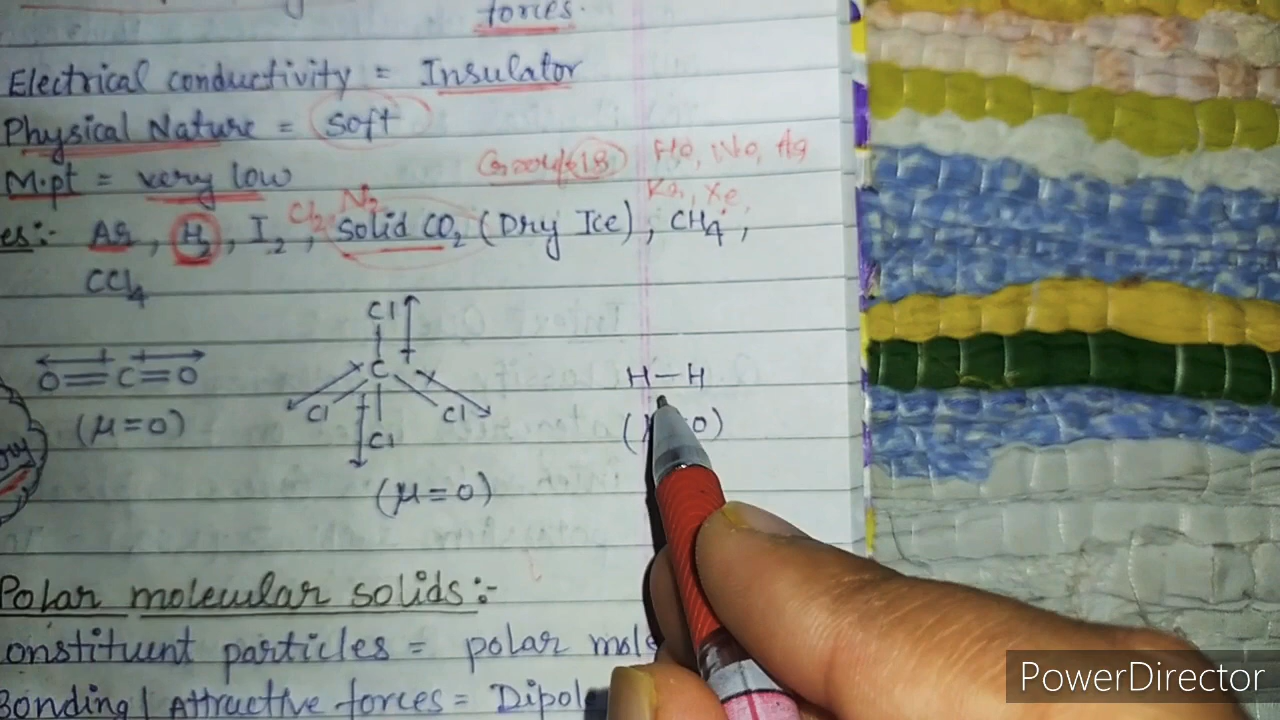 forces.
Electrical conductivity = Insulator
Physical Nature = Soft
M.pt = very low
Group 18 He, Ne, Ar
Kr, Xe,
Cl2, N2
es:- Ar, H2, I2, solid CO2 (Dry Ice), CH4,
CCl4
Cl
O=C=O
C
H-H
Cl Cl
(μ=0)
Cl
(μ=0)
Polar molecular solids:-
onstituent particles = polar mole
Bonding / Attractive forces = Dipole
PowerDirector